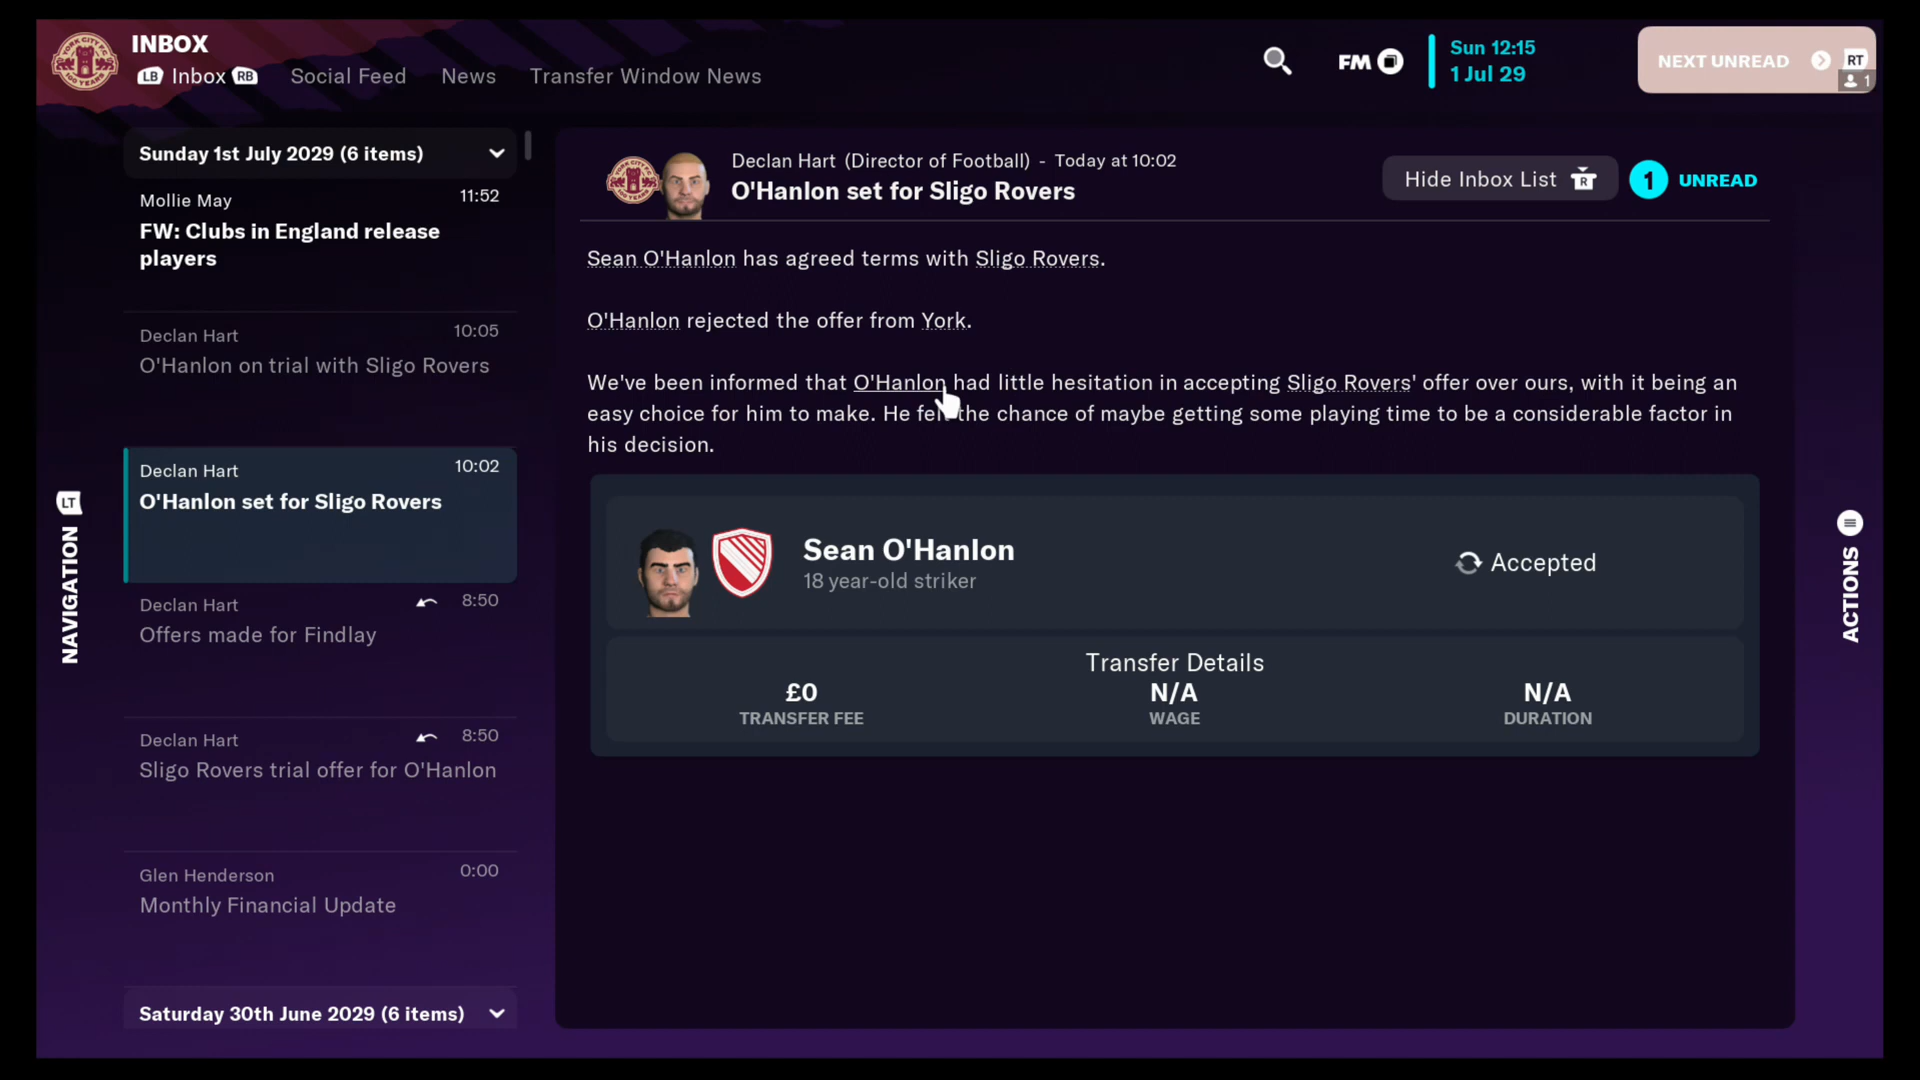 INBOX
LB Inbox RB Social Feed News Transfer Window News
FM
Sun 12:15
1 Jul 29
NEXT UNREAD RT
1
Sunday 1st July 2029 (6 items)
Mollie May 11:52
FW: Clubs in England release
players
Declan Hart 10:05
O'Hanlon on trial with Sligo Rovers
Declan Hart 10:02
O'Hanlon set for Sligo Rovers
Declan Hart 8:50
Offers made for Findlay
Declan Hart 8:50
Sligo Rovers trial offer for O'Hanlon
Glen Henderson 0:00
Monthly Financial Update
Saturday 30th June 2029 (6 items)
LT
NAVIGATION
Declan Hart (Director of Football) - Today at 10:02
O'Hanlon set for Sligo Rovers
Hide Inbox List R
1 UNREAD
Sean O'Hanlon has agreed terms with Sligo Rovers.
O'Hanlon rejected the offer from York.
We've been informed that O'Hanlon had little hesitation in accepting Sligo Rovers' offer over ours, with it being an
easy choice for him to make. He felt the chance of maybe getting some playing time to be a considerable factor in
his decision.
Sean O'Hanlon
18 year-old striker
Accepted
Transfer Details
£0 N/A N/A
TRANSFER FEE WAGE DURATION
ACTIONS